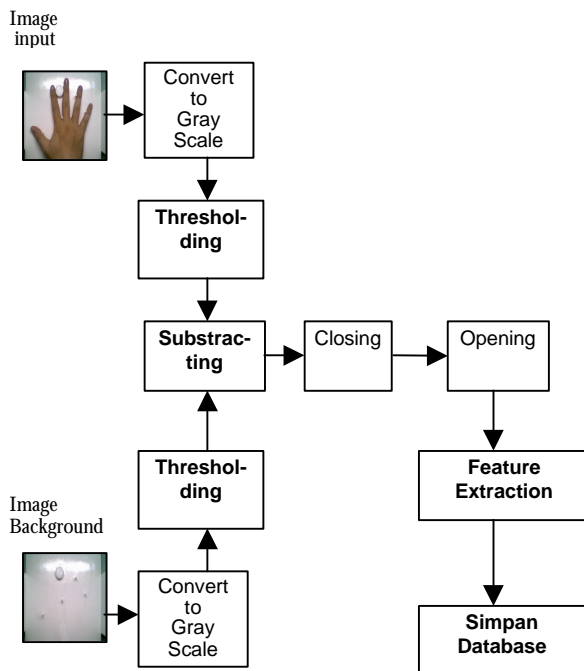 Image
input
Convert
to
Gray
Scale
Threshol-
ding
Substrac-
ting
Closing
Opening
Threshol-
ding
Feature
Extraction
Image
Background
Convert
to
Gray
Scale
Simpan
Database